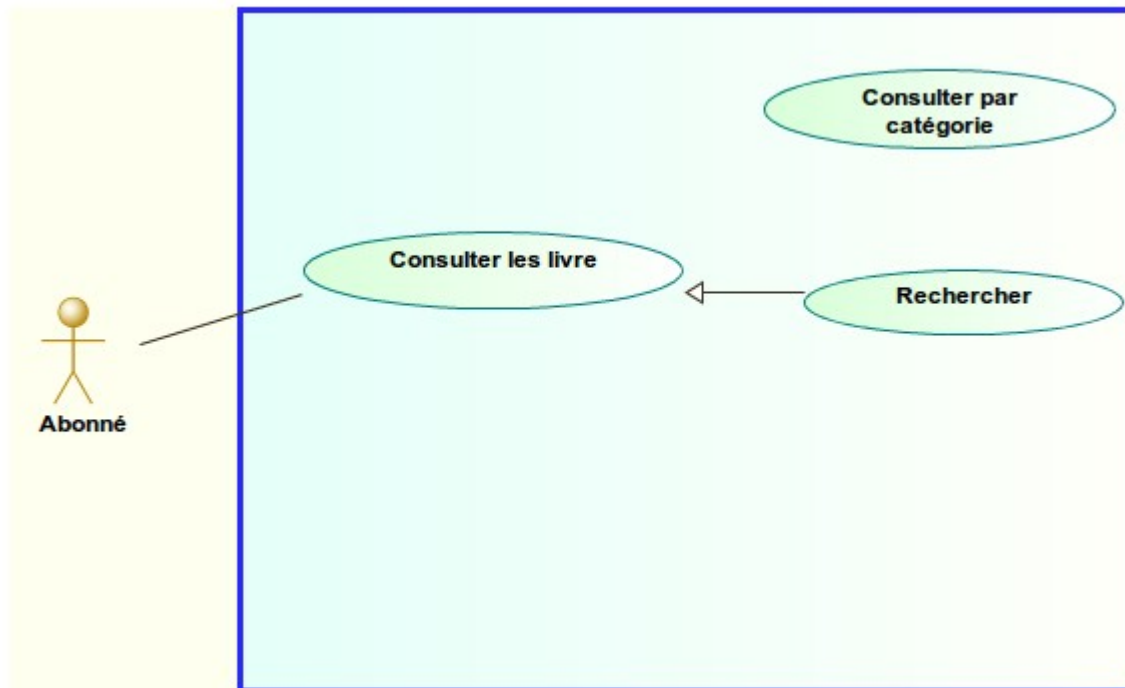 Consulter par
catégorie
Consulter les livre
Rechercher
Abonné